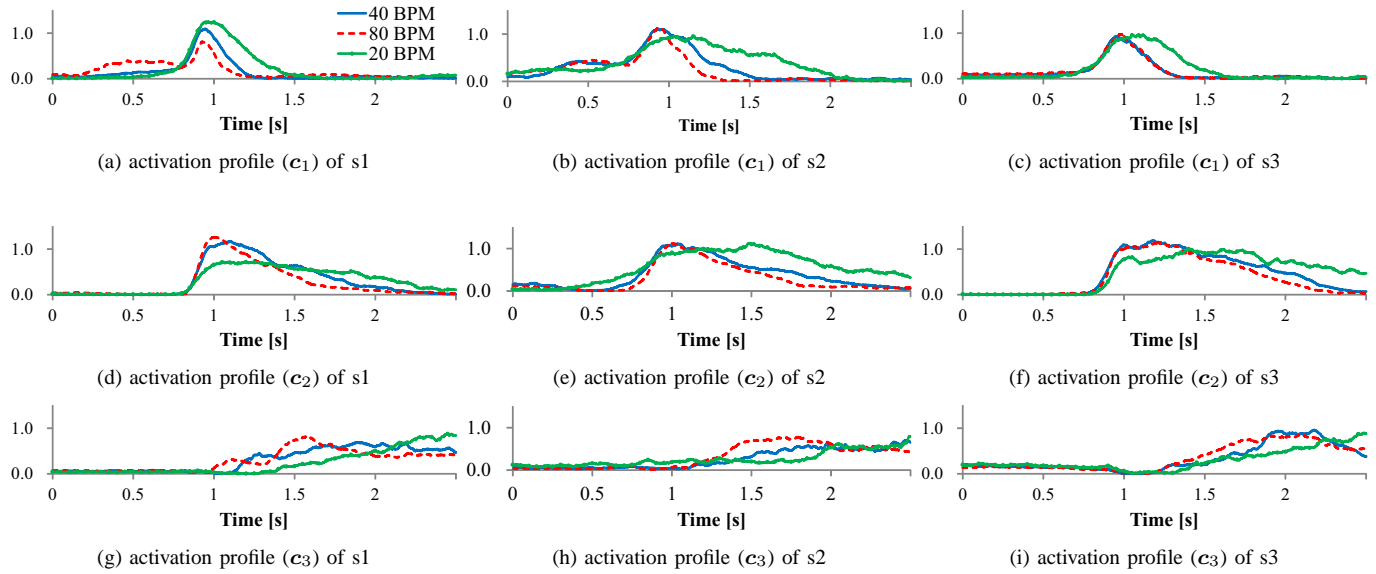 40 BPM
80 BPM
20 BPM
1.0
0.0
0 0.5 1 1.5 2
Time [s]
(a) activation profile (c₁) of s1
1.0
0.0
0 0.5 1 1.5 2
Time [s]
(b) activation profile (c₁) of s2
1.0
0.0
0 0.5 1 1.5 2
Time [s]
(c) activation profile (c₁) of s3
1.0
0.0
0 0.5 1 1.5 2
Time [s]
(d) activation profile (c₂) of s1
1.0
0.0
0 0.5 1 1.5 2
Time [s]
(e) activation profile (c₂) of s2
1.0
0.0
0 0.5 1 1.5 2
Time [s]
(f) activation profile (c₂) of s3
1.0
0.0
0 0.5 1 1.5 2
Time [s]
(g) activation profile (c₃) of s1
1.0
0.0
0 0.5 1 1.5 2
Time [s]
(h) activation profile (c₃) of s2
1.0
0.0
0 0.5 1 1.5 2
Time [s]
(i) activation profile (c₃) of s3